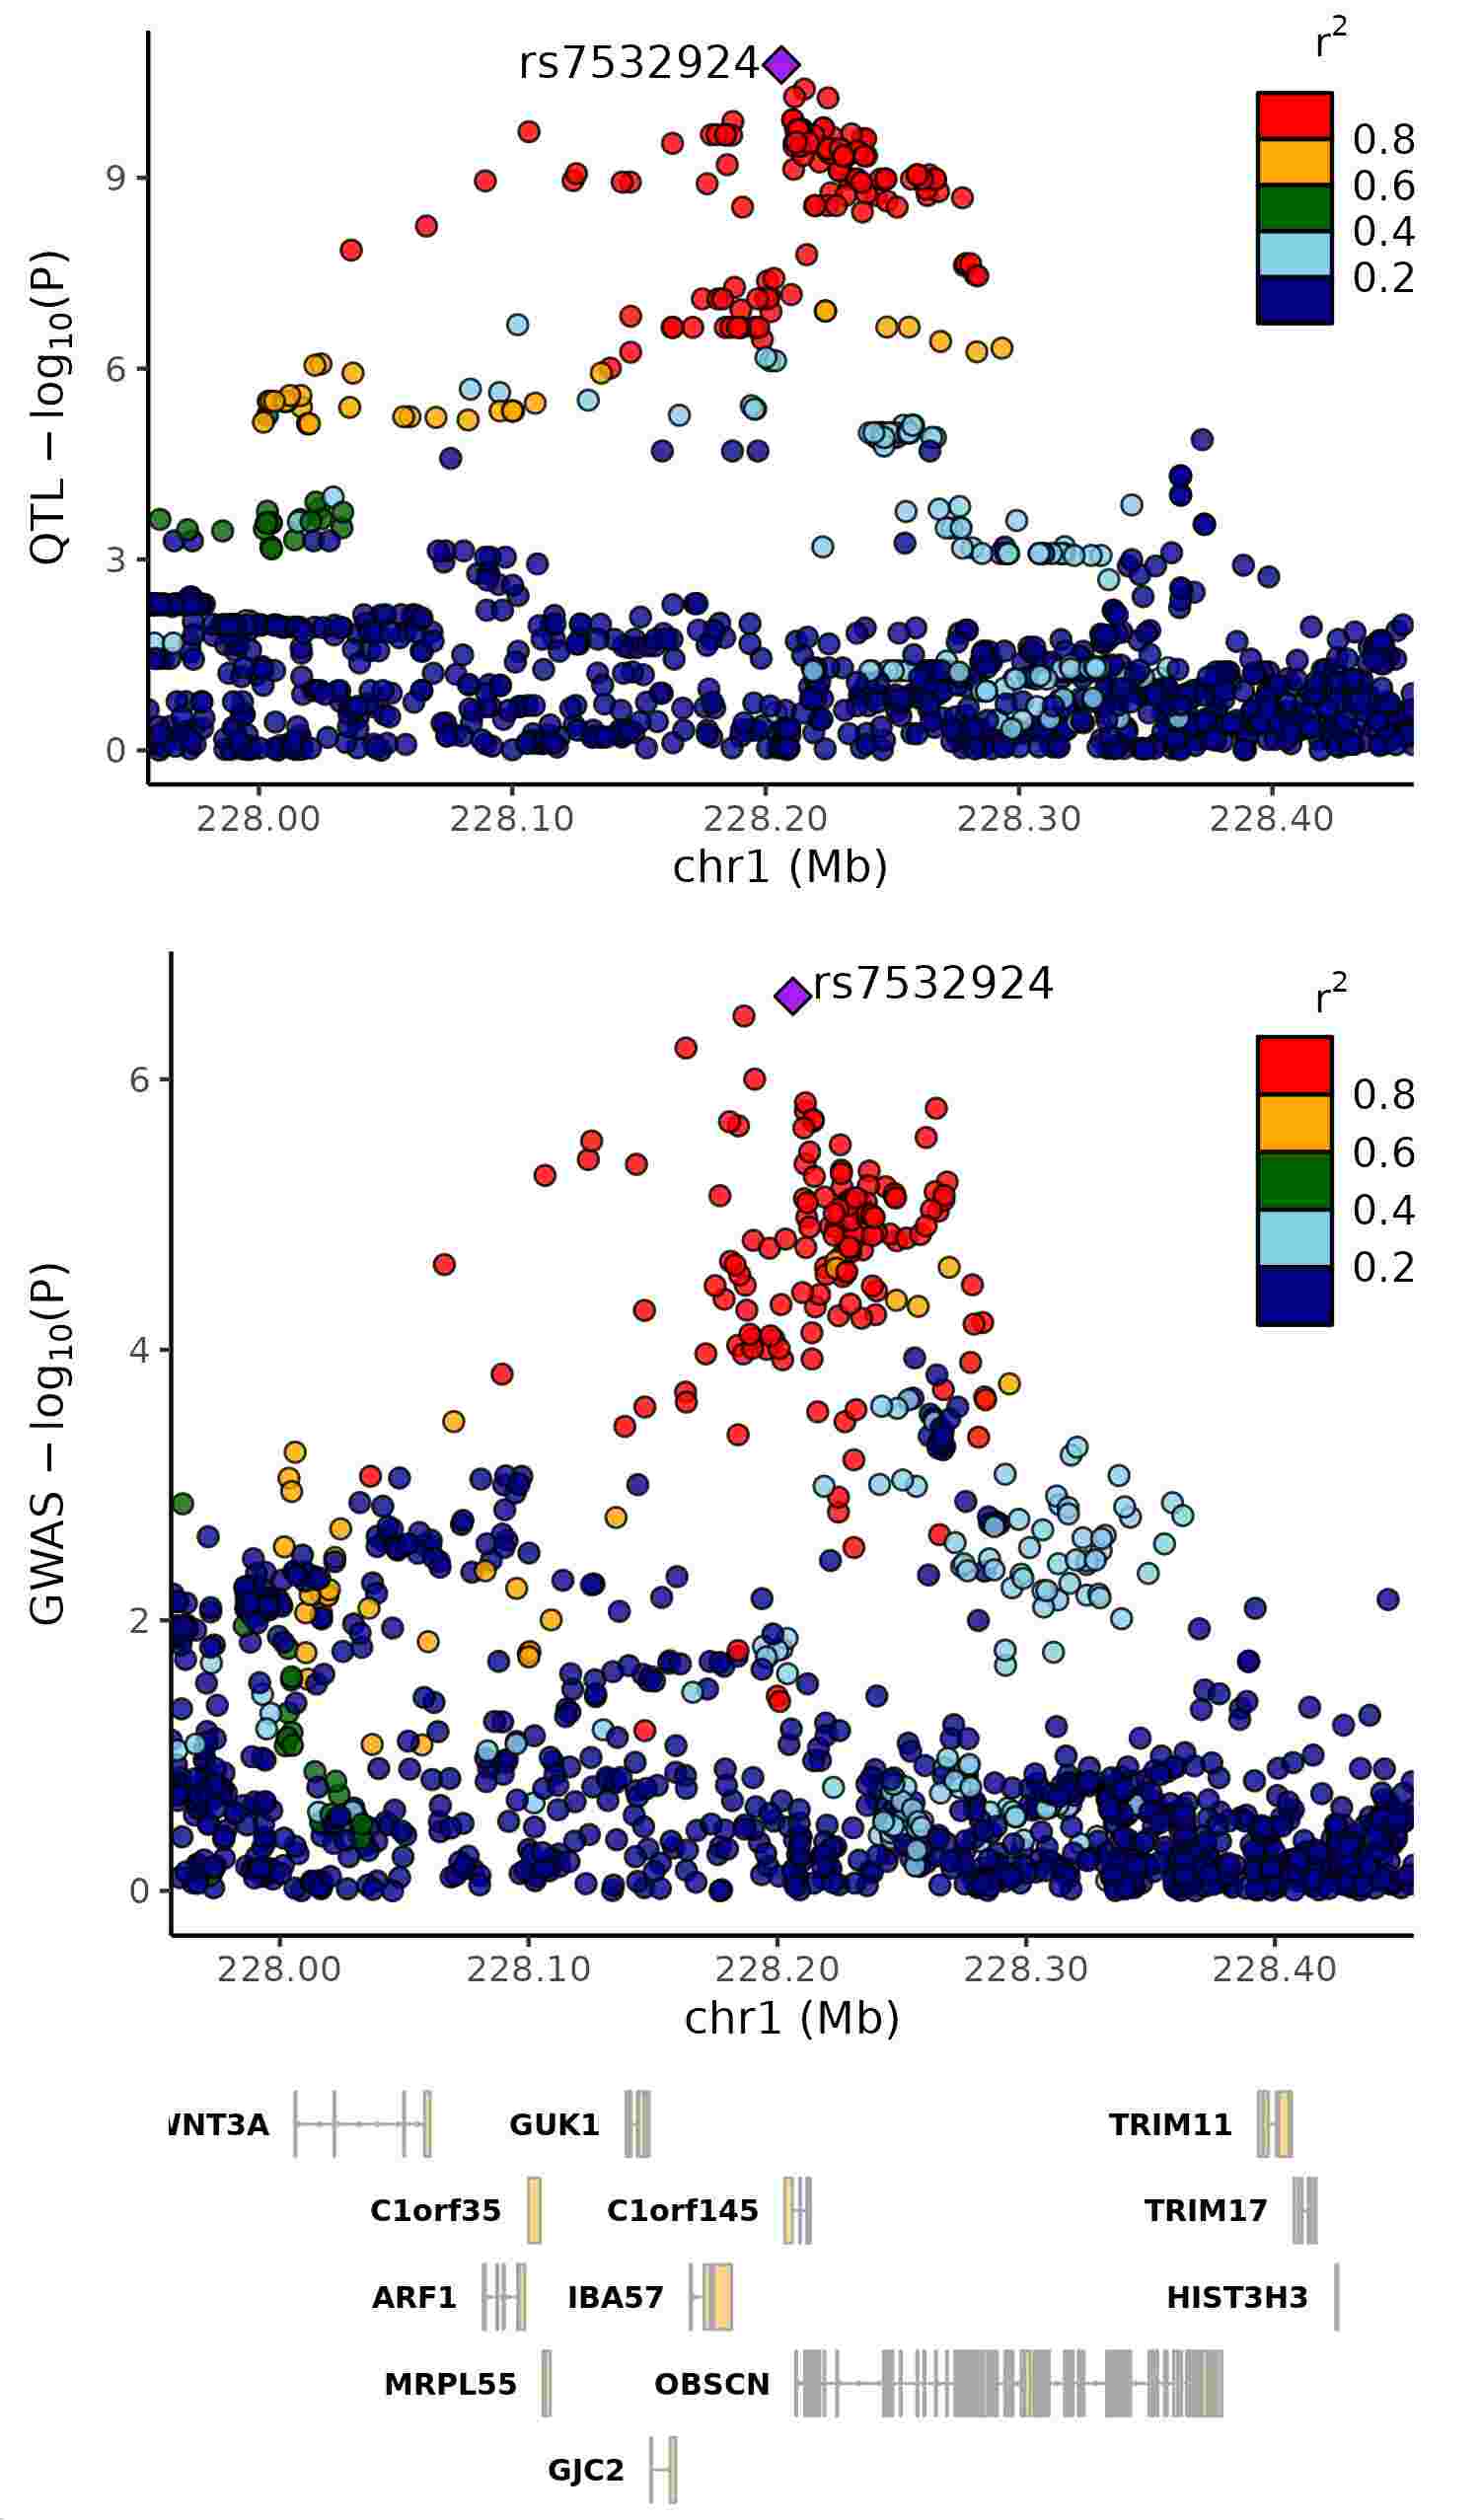 r2
rs7532924
0.8
0.6
0.4
0.2
QTL − log10(P)
9
6
3
0
228.00 228.10 228.20 228.30 228.40
chr1 (Mb)
r2
rs7532924
0.8
0.6
0.4
0.2
GWAS − log10(P)
6
4
2
0
228.00 228.10 228.20 228.30 228.40
chr1 (Mb)
WNT3A GUK1 TRIM11
C1orf35 C1orf145 TRIM17
ARF1 IBA57 HIST3H3
MRPL55 OBSCN
GJC2